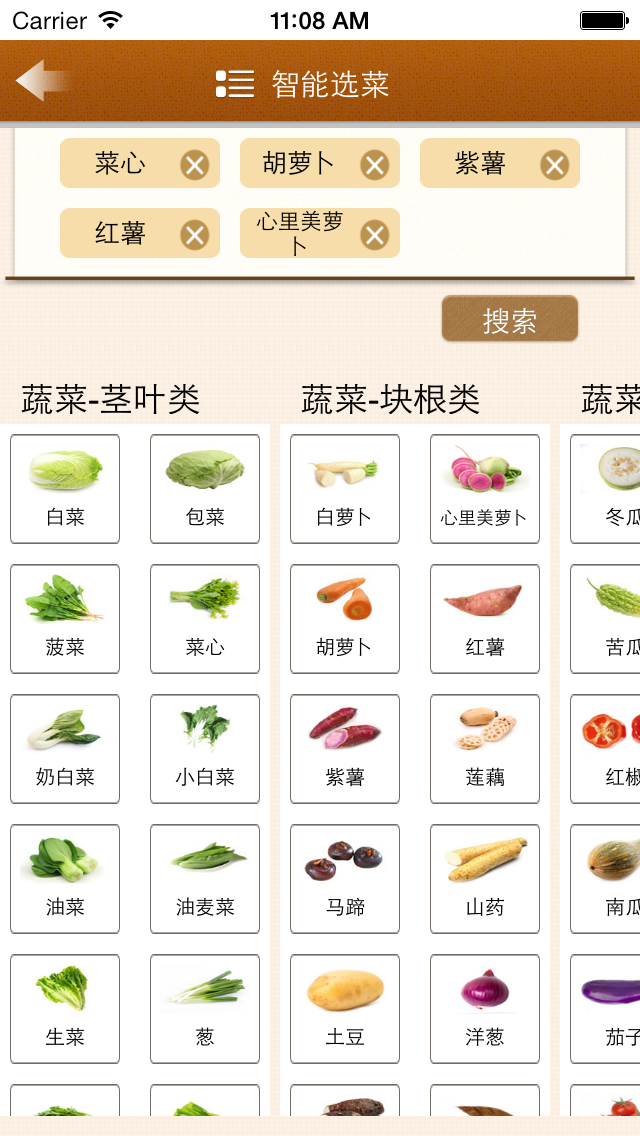 Carrier 11:08 AM
智能选菜
菜心 胡萝卜 紫薯
红薯 心里美萝
卜
搜索
蔬菜-茎叶类 蔬菜-块根类 蔬菜
白菜 包菜 白萝卜 心里美萝卜 冬瓜
菠菜 菜心 胡萝卜 红薯 苦瓜
奶白菜 小白菜 紫薯 莲藕 红椒
油菜 油麦菜 马蹄 山药 南瓜
生菜 葱 土豆 洋葱 茄子